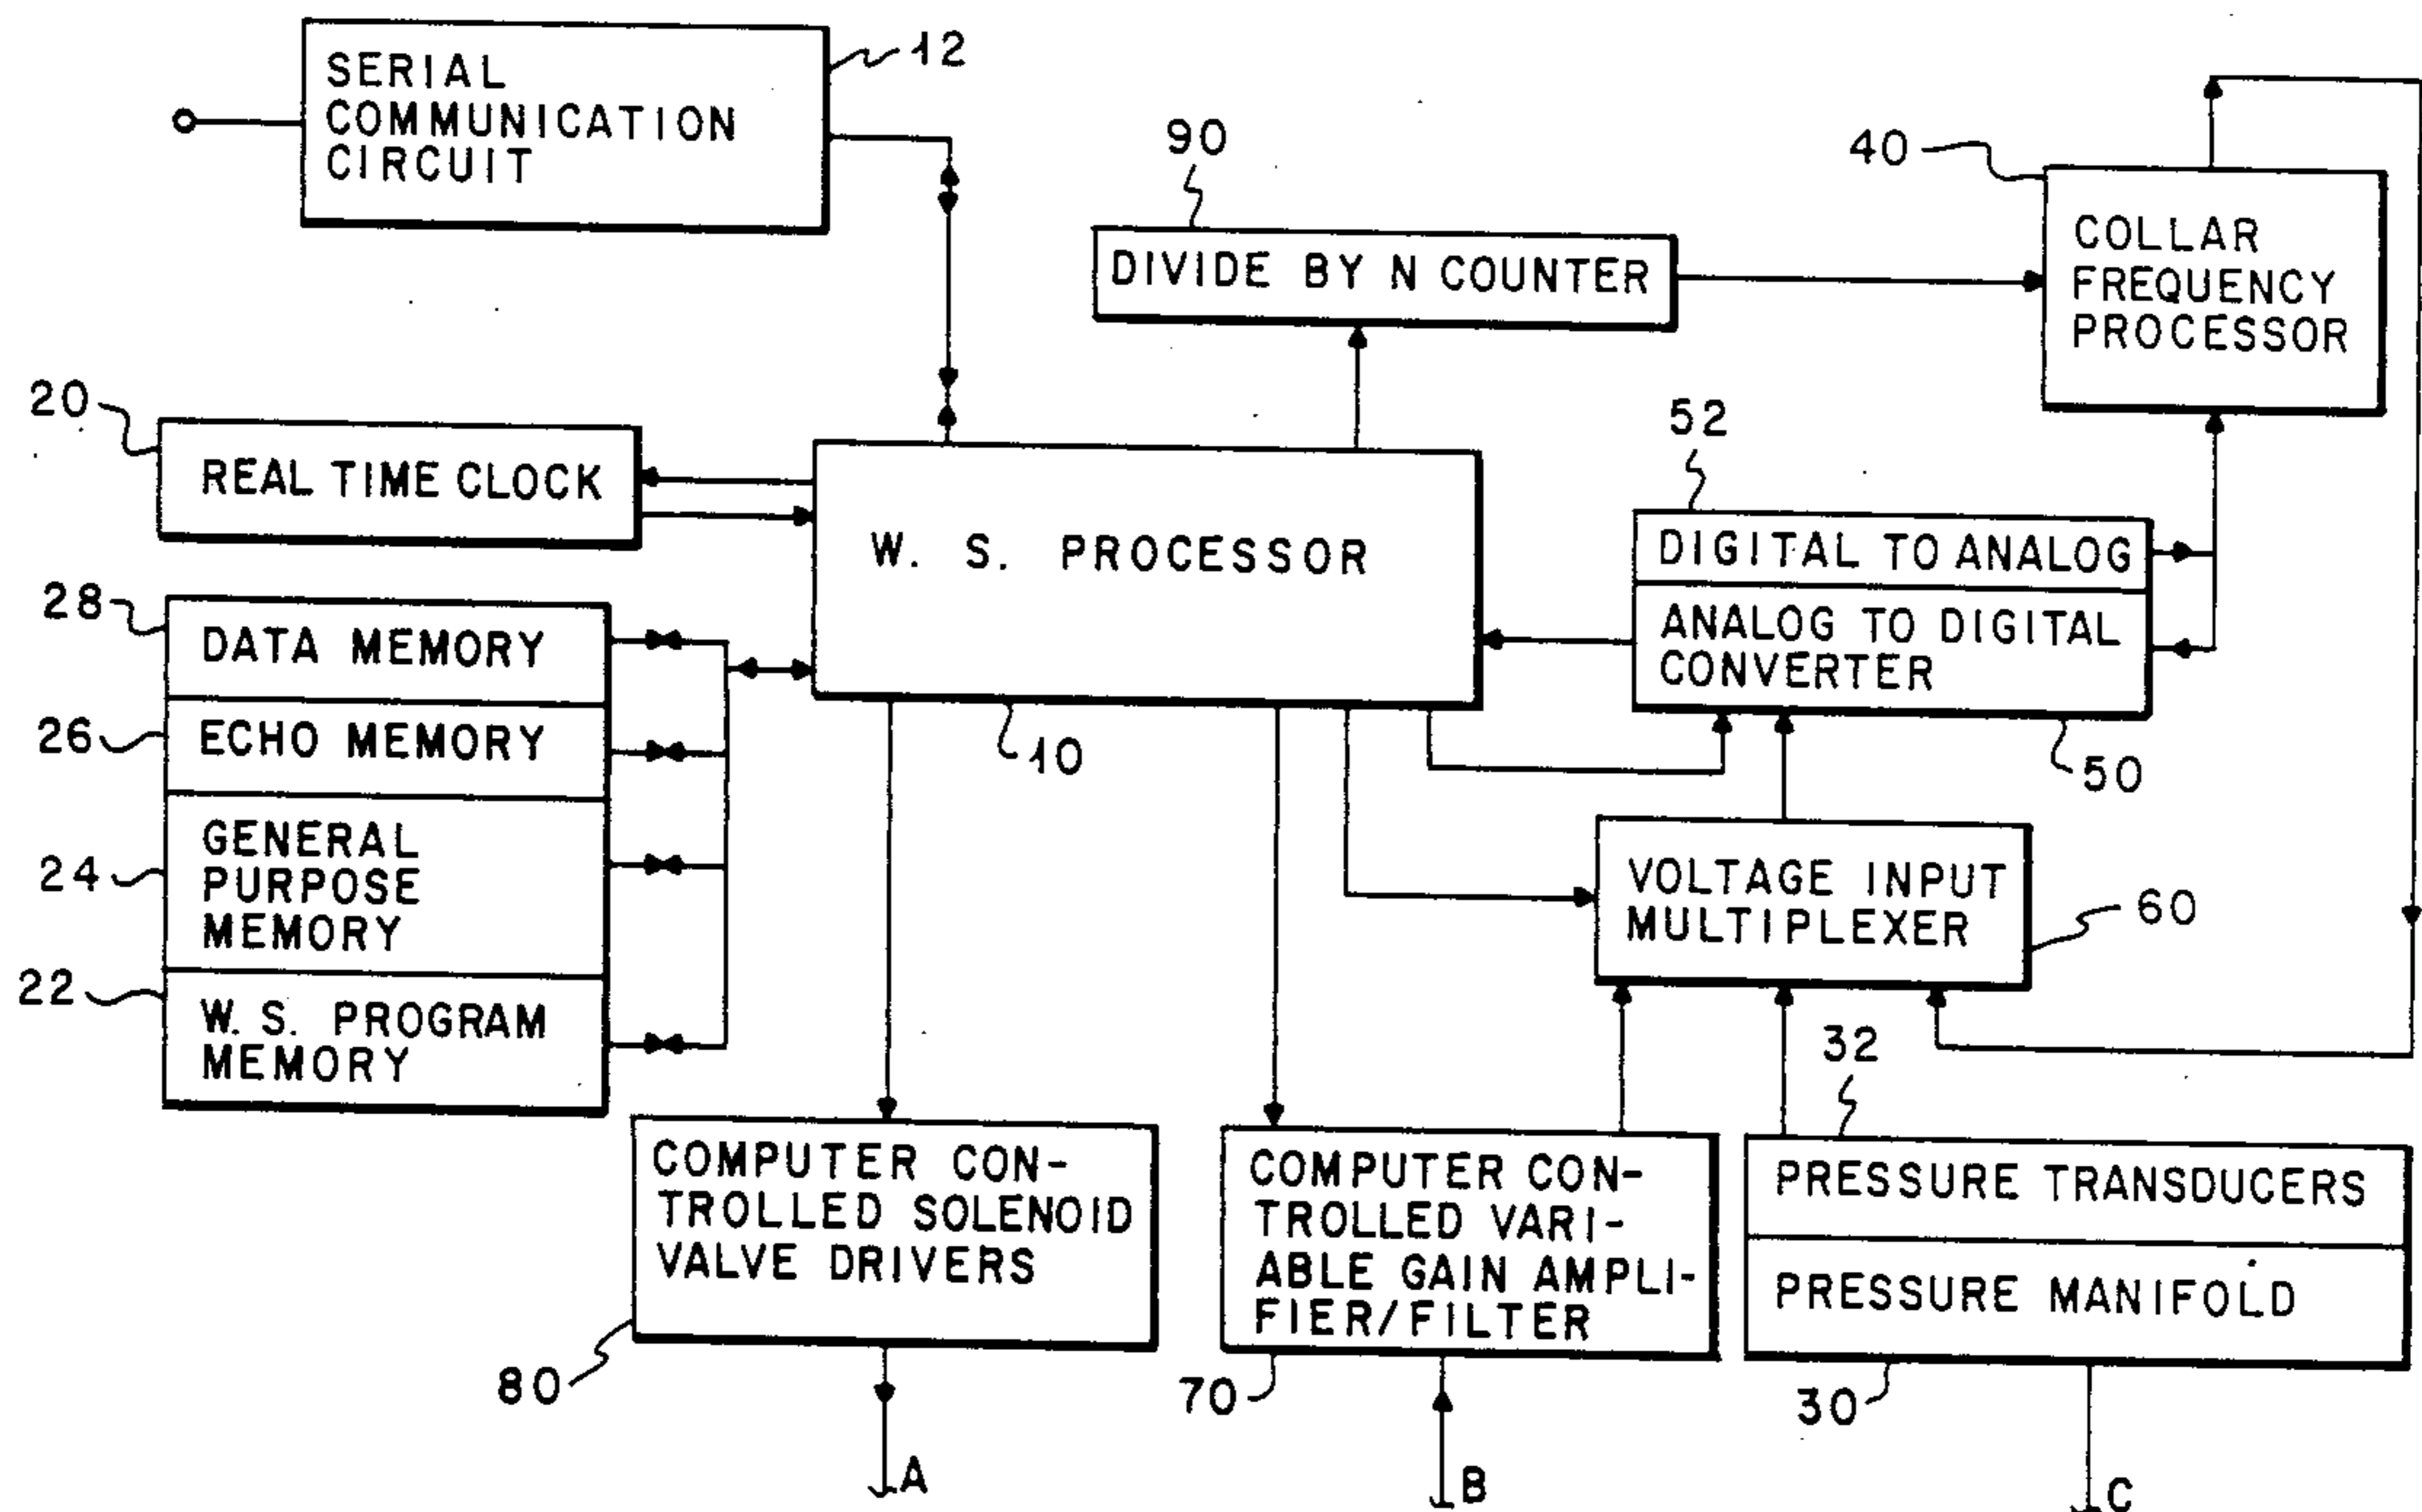 SERIAL
COMMUNICATION
CIRCUIT
12
90
DIVIDE BY N COUNTER
40
COLLAR
FREQUENCY
PROCESSOR
20
REAL TIME CLOCK
W. S. PROCESSOR
10
52
DIGITAL TO ANALOG
ANALOG TO DIGITAL
CONVERTER
50
28
DATA MEMORY
26
ECHO MEMORY
24
GENERAL
PURPOSE
MEMORY
22
W. S. PROGRAM
MEMORY
VOLTAGE INPUT
MULTIPLEXER
60
COMPUTER CON-
TROLLED SOLENOID
VALVE DRIVERS
80
A
COMPUTER CON-
TROLLED VARI-
ABLE GAIN AMPLI-
FIER/FILTER
70
B
32
PRESSURE TRANSDUCERS
PRESSURE MANIFOLD
30
C